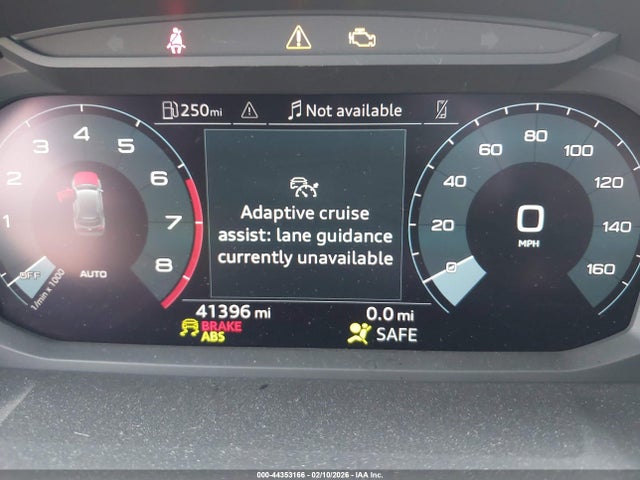 250mi Not available
4
3 5
2 6
1 7
8
OFF
1/min x 1000
AUTO
Adaptive cruise
assist: lane guidance
currently unavailable
80
60 100
40 120
20 140
0 160
0
MPH
41396 mi 0.0 mi
BRAKE
ABS
SAFE
000-44353166 - 02/10/2026 - IAA Inc.